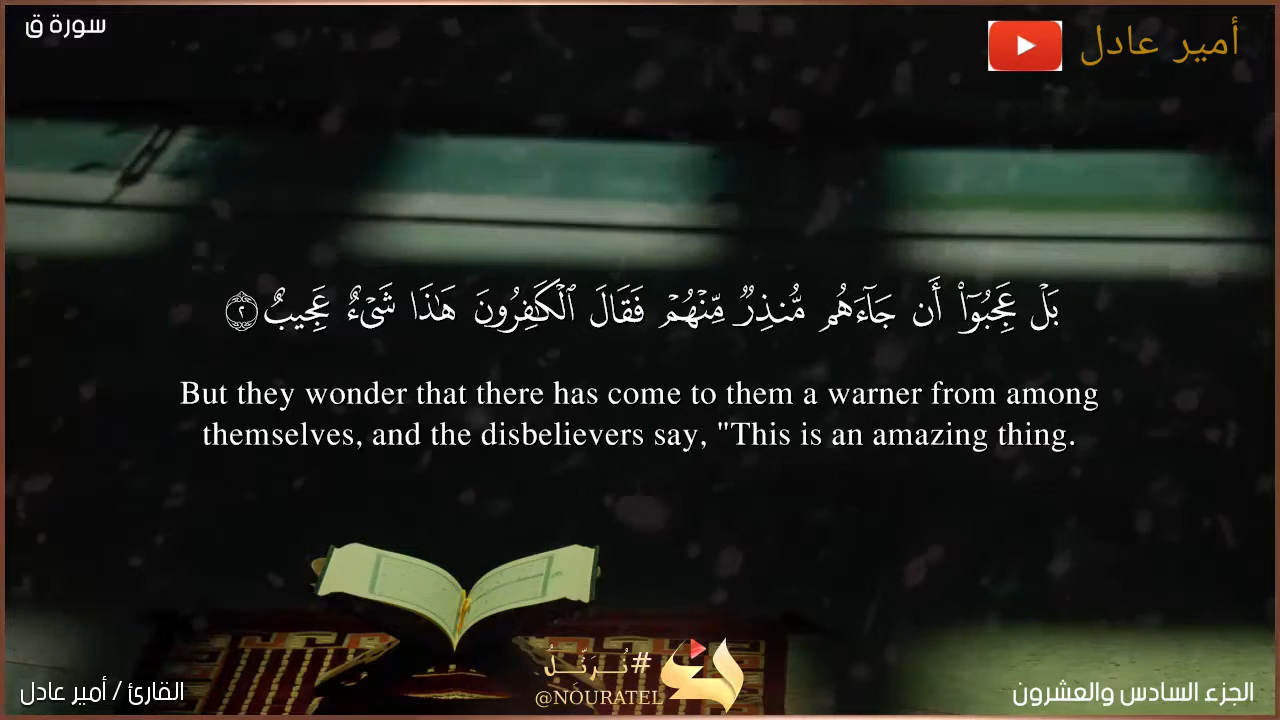 سورة ق
أمير عادل
بَلْ عَجِبُوٓا۟ أَن جَآءَهُم مُّنذِرٌ مِّنْهُمْ فَقَالَ ٱلْكَٰفِرُونَ هَٰذَا شَىْءٌ عَجِيبٌ ٢
But they wonder that there has come to them a warner from among
themselves, and the disbelievers say, "This is an amazing thing.
#نُرَتِّلُ
@NOURATEL
القارئ / أمير عادل
الجزء السادس والعشرون